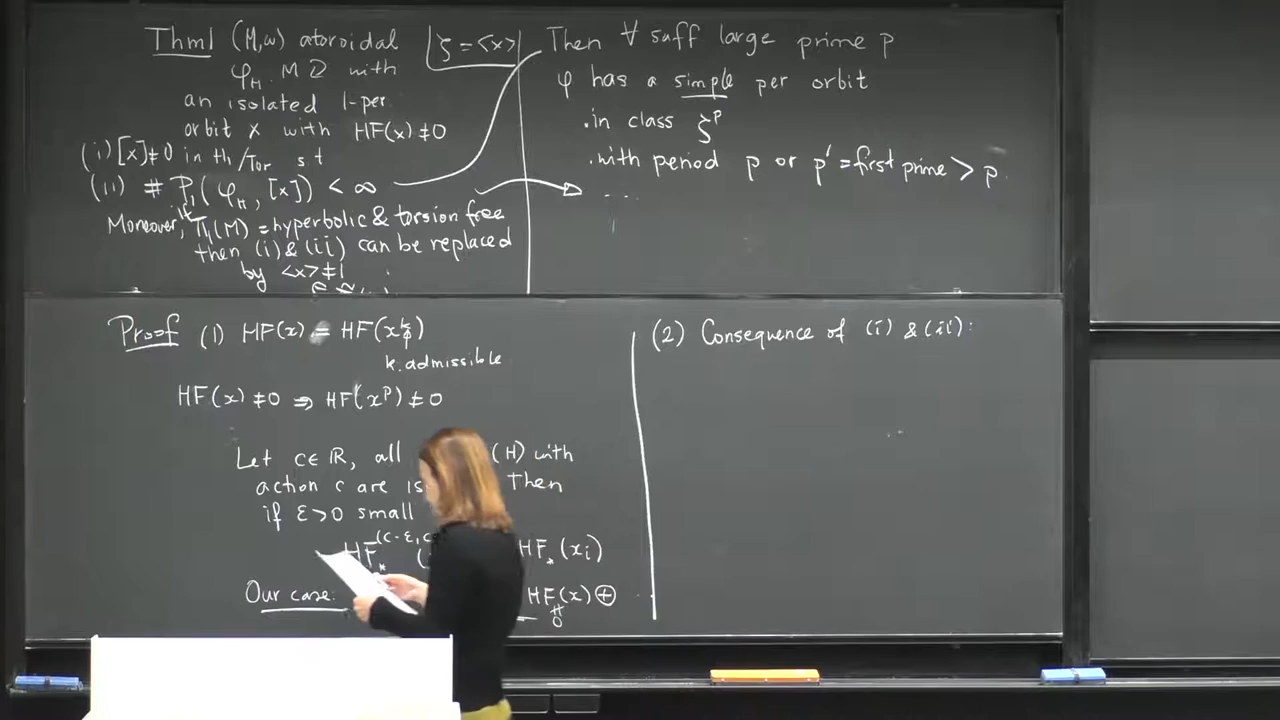 Thm1 (M,ω) atoroidal ζ = <x>
φ_H : M ⟲ with
an isolated 1-per
orbit x with HF(x) ≠ 0
(i) [x] ≠ 0 in H₁/Tor s t
(ii) # P₁(φ_H, [x]) < ∞
Moreover, if π₁(M) = hyperbolic & torsion free
then (i) & (ii) can be replaced
by <x> ≠ 1
Then ∀ suff large prime p
φ has a simple per orbit
. in class ζ^p
. with period p or p' = first prime > p.
. . . .
Proof (1) HF(x) = HF(x^k)
k. admissible
HF(x) ≠ 0 ⇒ HF(x^p) ≠ 0
Let c ∈ ℝ, all (H) with
action c are Then
if ε > 0 small
HF_*^(c-ε, HF_*(x_i)
Our case: HF(x) ⊕ . .
≠
0
(2) Consequence of (i) & (ii):